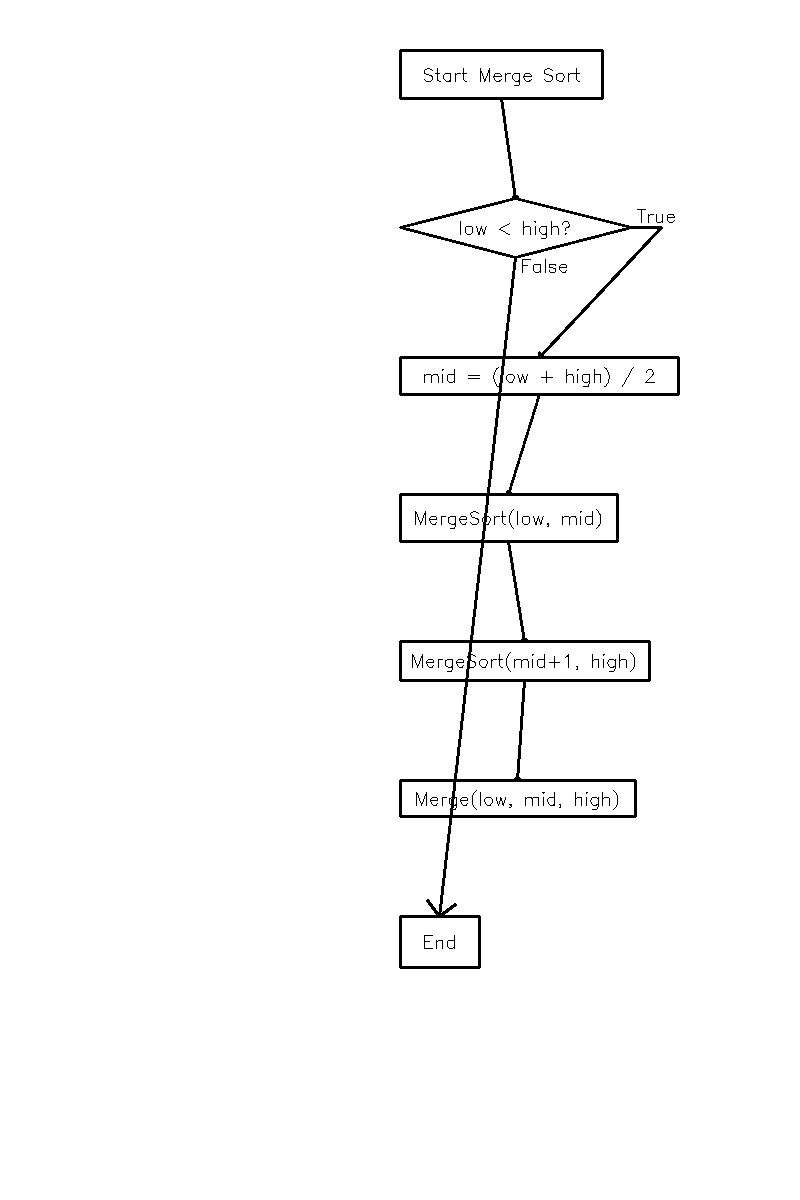 Start Merge Sort
low < high?
True
False
mid = (low + high) / 2
MergeSort(low, mid)
MergeSort(mid+1, high)
Merge(low, mid, high)
End